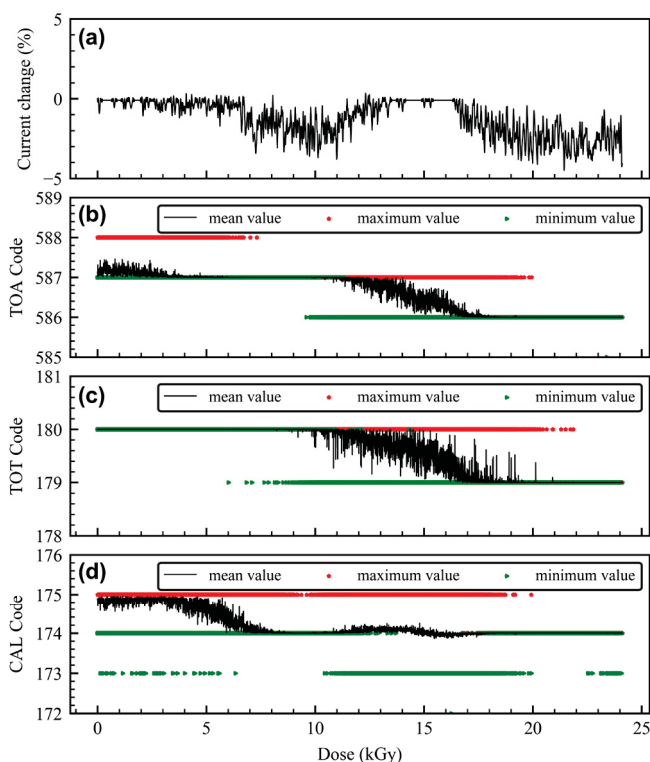 (a)
Current change (%)
5
0
−5
(b)
mean value maximum value minimum value
TOA Code
589
588
587
586
585
(c)
mean value maximum value minimum value
TOT Code
181
180
179
178
(d)
mean value maximum value minimum value
CAL Code
176
175
174
173
172
0 5 10 15 20 25
Dose (kGy)